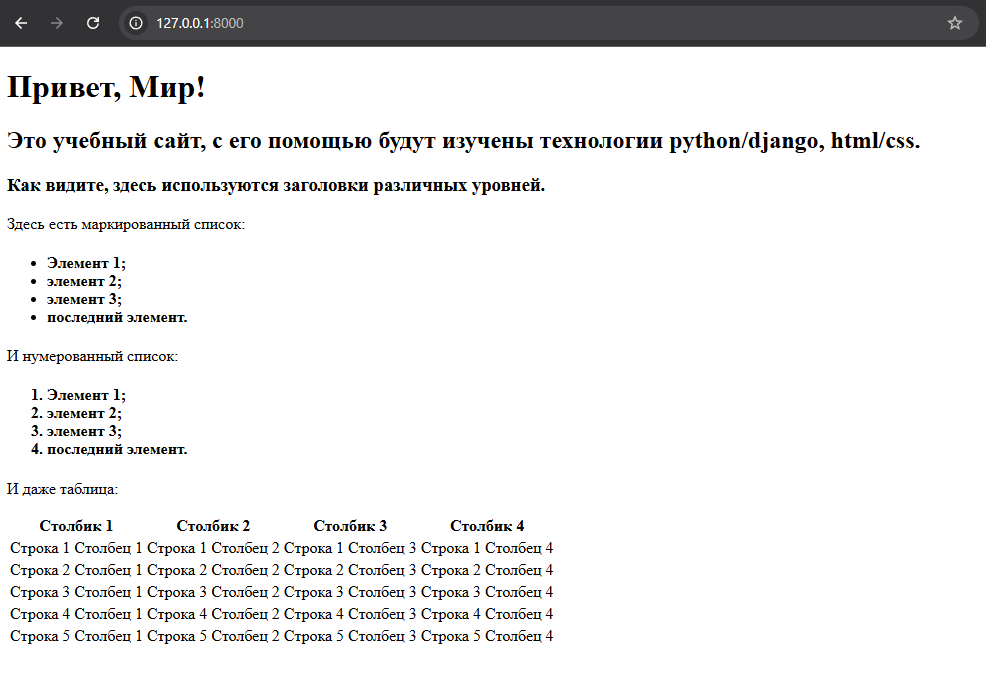 127.0.0.1:8000
Привет, Мир!
Это учебный сайт, с его помощью будут изучены технологии python/django, html/css.
Как видите, здесь используются заголовки различных уровней.
Здесь есть маркированный список:
• Элемент 1;
• элемент 2;
• элемент 3;
• последний элемент.
И нумерованный список:
1. Элемент 1;
2. элемент 2;
3. элемент 3;
4. последний элемент.
И даже таблица:
Столбик 1 Столбик 2 Столбик 3 Столбик 4
Строка 1 Столбец 1 Строка 1 Столбец 2 Строка 1 Столбец 3 Строка 1 Столбец 4
Строка 2 Столбец 1 Строка 2 Столбец 2 Строка 2 Столбец 3 Строка 2 Столбец 4
Строка 3 Столбец 1 Строка 3 Столбец 2 Строка 3 Столбец 3 Строка 3 Столбец 4
Строка 4 Столбец 1 Строка 4 Столбец 2 Строка 4 Столбец 3 Строка 4 Столбец 4
Строка 5 Столбец 1 Строка 5 Столбец 2 Строка 5 Столбец 3 Строка 5 Столбец 4